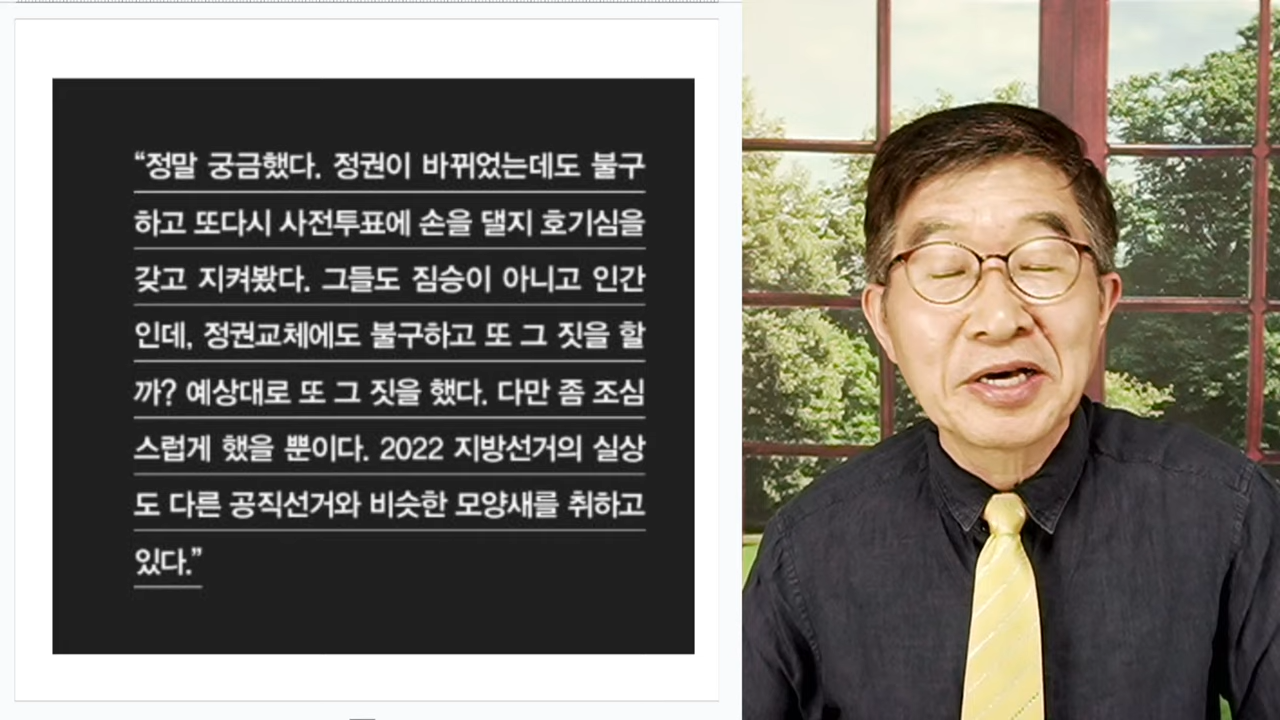 “정말 궁금했다. 정권이 바뀌었는데도 불구
하고 또다시 사전투표에 손을 댈지 호기심을
갖고 지켜봤다. 그들도 짐승이 아니고 인간
인데, 정권교체에도 불구하고 또 그 짓을 할
까? 예상대로 또 그 짓을 했다. 다만 좀 조심
스럽게 했을 뿐이다. 2022 지방선거의 실상
도 다른 공직선거와 비슷한 모양새를 취하고
있다.”